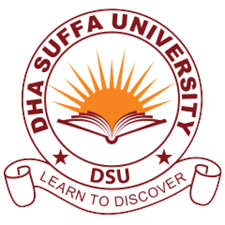 DHA SUFFA UNIVERSITY
DSU
LEARN TO DISCOVER